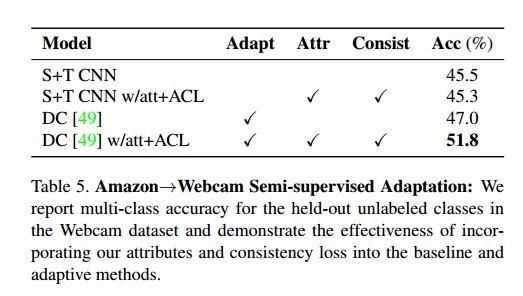 Model Adapt Attr Consist Acc (%)
S+T CNN 45.5
S+T CNN w/att+ACL ✓ ✓ 45.3
DC [49] ✓ 47.0
DC [49] w/att+ACL ✓ ✓ ✓ 51.8
Table 5. Amazon→Webcam Semi-supervised Adaptation: We
report multi-class accuracy for the held-out unlabeled classes in
the Webcam dataset and demonstrate the effectiveness of incor-
porating our attributes and consistency loss into the baseline and
adaptive methods.